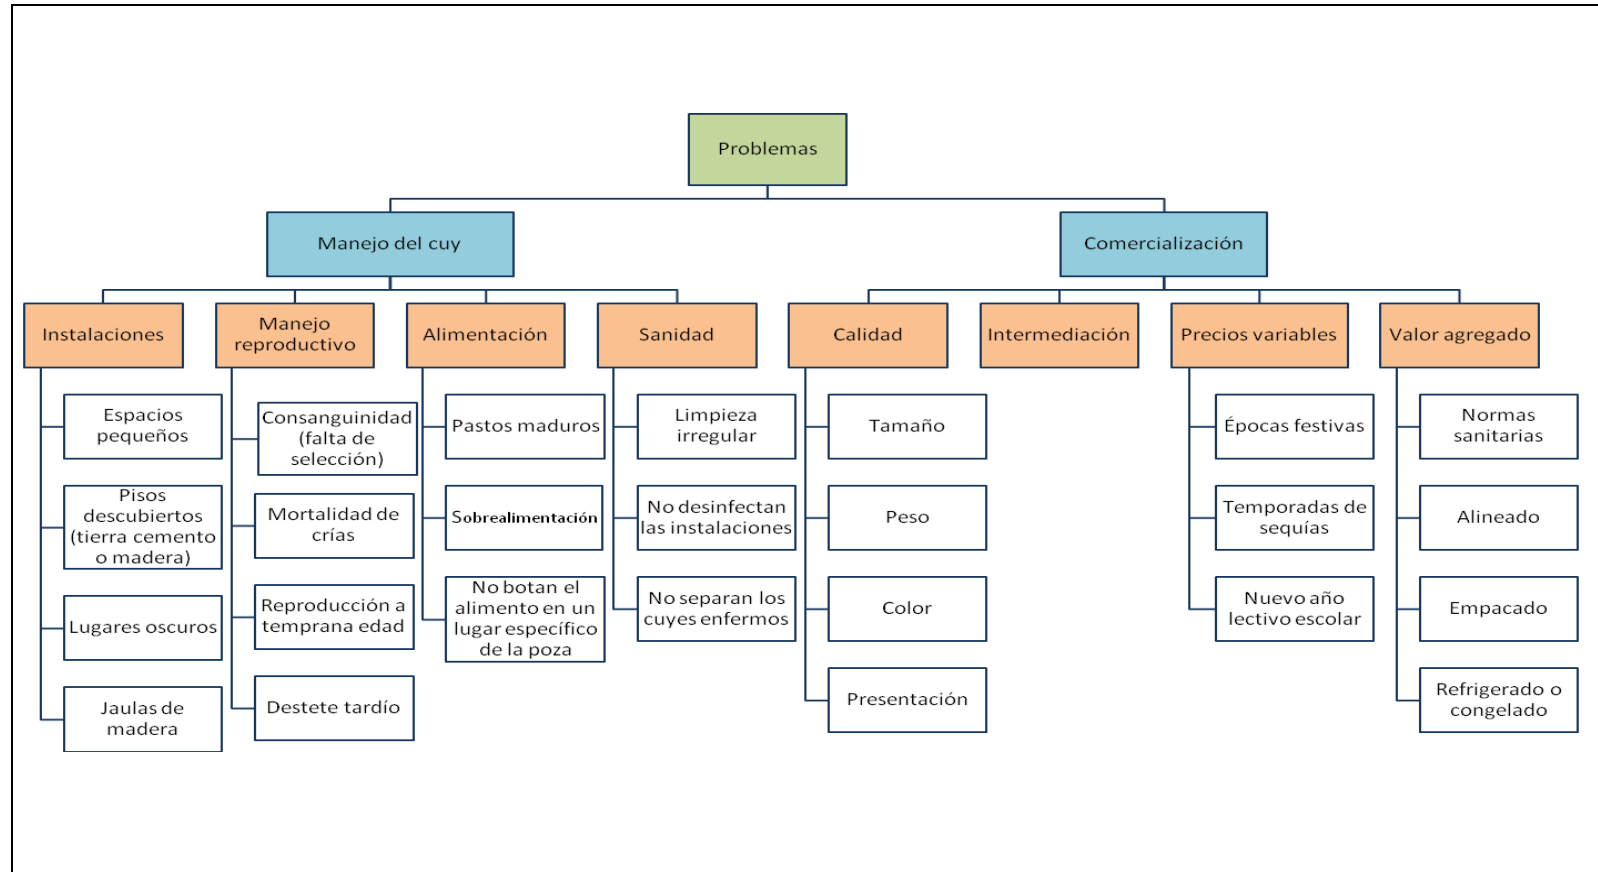 Problemas
Manejo del cuy
Comercialización
Instalaciones
Manejo
reproductivo
Alimentación
Sanidad
Calidad
Intermediación
Precios variables
Valor agregado
Espacios
pequeños
Pisos
descubiertos
(tierra cemento
o madera)
Lugares oscuros
Jaulas de
madera
Consanguinidad
(falta de
selección)
Mortalidad de
crías
Reproducción a
temprana edad
Destete tardío
Pastos maduros
Sobrealimentación
No botan el
alimento en un
lugar específico
de la poza
Limpieza
irregular
No desinfectan
las instalaciones
No separan los
cuyes enfermos
Tamaño
Peso
Color
Presentación
Épocas festivas
Temporadas de
sequías
Nuevo año
lectivo escolar
Normas
sanitarias
Alineado
Empacado
Refrigerado o
congelado